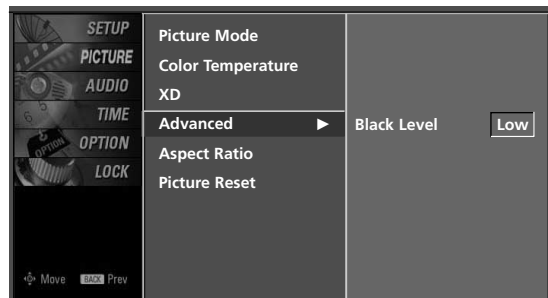 SETUP
PICTURE
AUDIO
TIME
OPTION
LOCK
Move BACK Prev
Picture Mode
Color Temperature
XD
Advanced ▶
Aspect Ratio
Picture Reset
Black Level Low